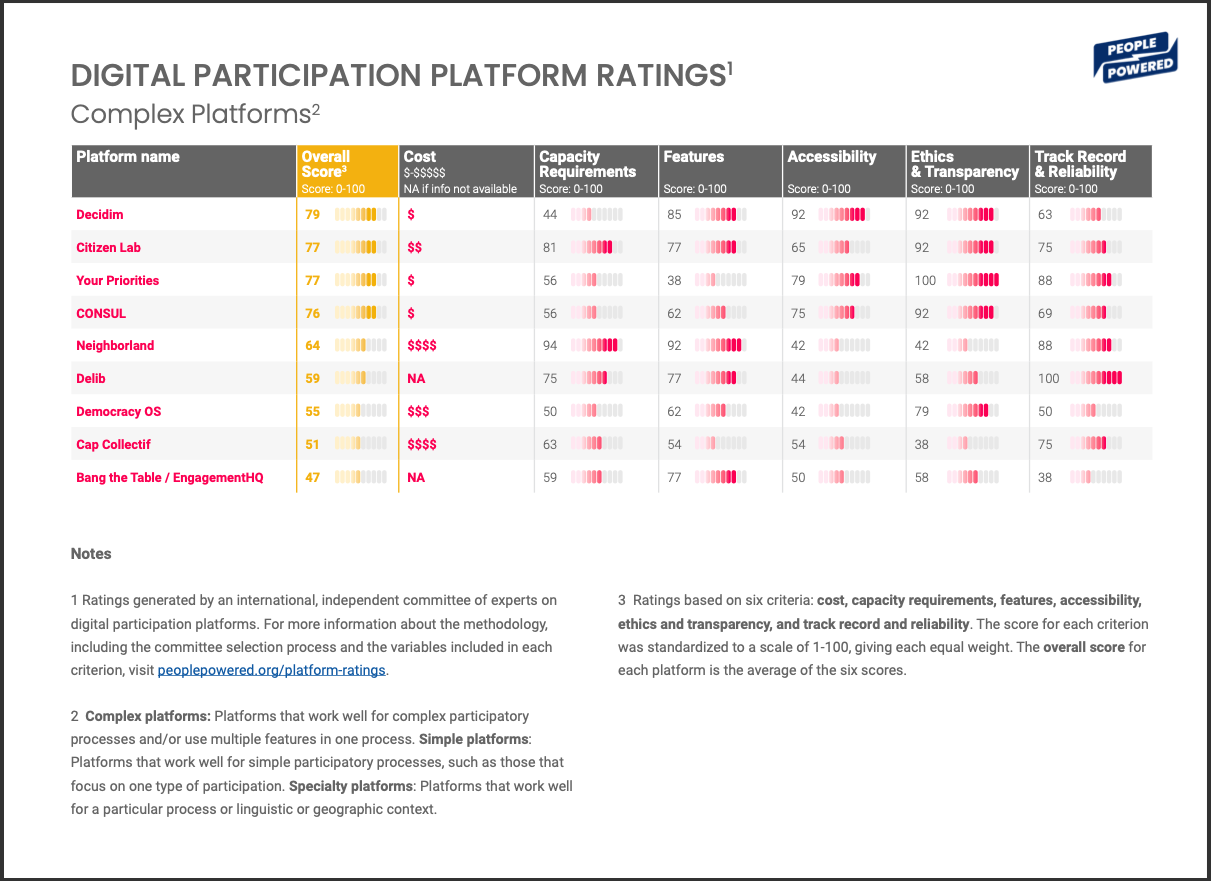 PEOPLE
POWERED
DIGITAL PARTICIPATION PLATFORM RATINGS¹
Complex Platforms²
Platform name Overall Score³ Score: 0-100 Cost $-$$$$$ NA if info not available Capacity Requirements Score: 0-100 Features Score: 0-100 Accessibility Score: 0-100 Ethics & Transparency Score: 0-100 Track Record & Reliability Score: 0-100
Decidim 79 $ 44 85 92 92 63
Citizen Lab 77 $$ 81 77 65 92 75
Your Priorities 77 $ 56 38 79 100 88
CONSUL 76 $ 56 62 75 92 69
Neighborland 64 $$$$ 94 92 42 42 88
Delib 59 NA 75 77 44 58 100
Democracy OS 55 $$$ 50 62 42 79 50
Cap Collectif 51 $$$$ 63 54 54 38 75
Bang the Table / EngagementHQ 47 NA 59 77 50 58 38
Notes
1 Ratings generated by an international, independent committee of experts on
digital participation platforms. For more information about the methodology,
including the committee selection process and the variables included in each
criterion, visit peoplepowered.org/platform-ratings.
2 Complex platforms: Platforms that work well for complex participatory
processes and/or use multiple features in one process. Simple platforms:
Platforms that work well for simple participatory processes, such as those that
focus on one type of participation. Specialty platforms: Platforms that work well
for a particular process or linguistic or geographic context.
3 Ratings based on six criteria: cost, capacity requirements, features, accessibility,
ethics and transparency, and track record and reliability. The score for each criterion
was standardized to a scale of 1-100, giving each equal weight. The overall score for
each platform is the average of the six scores.